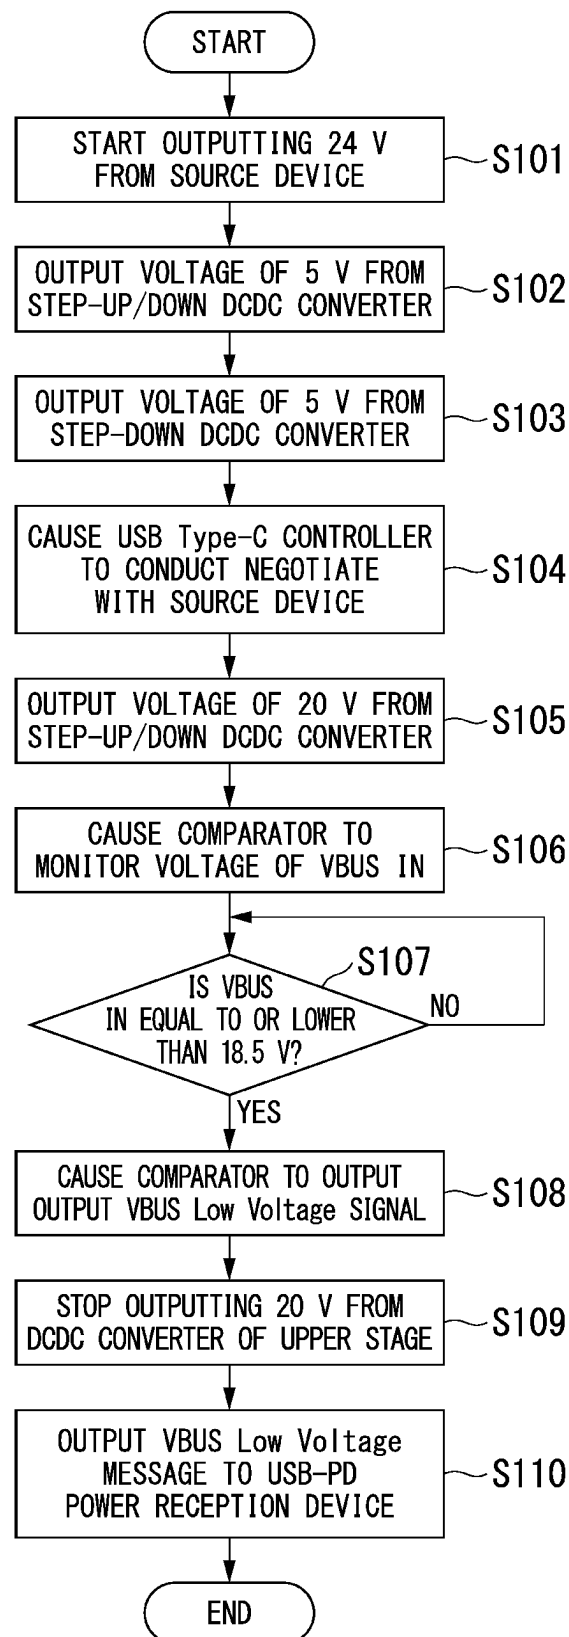 START
START OUTPUTTING 24 V
FROM SOURCE DEVICE
S101
OUTPUT VOLTAGE OF 5 V FROM
STEP-UP/DOWN DCDC CONVERTER
S102
OUTPUT VOLTAGE OF 5 V FROM
STEP-DOWN DCDC CONVERTER
S103
CAUSE USB Type-C CONTROLLER
TO CONDUCT NEGOTIATE
WITH SOURCE DEVICE
S104
OUTPUT VOLTAGE OF 20 V FROM
STEP-UP/DOWN DCDC CONVERTER
S105
CAUSE COMPARATOR TO
MONITOR VOLTAGE OF VBUS IN
S106
S107
IS VBUS
IN EQUAL TO OR LOWER
THAN 18.5 V?
NO
YES
CAUSE COMPARATOR TO OUTPUT
OUTPUT VBUS Low Voltage SIGNAL
S108
STOP OUTPUTTING 20 V FROM
DCDC CONVERTER OF UPPER STAGE
S109
OUTPUT VBUS Low Voltage
MESSAGE TO USB-PD
POWER RECEPTION DEVICE
S110
END